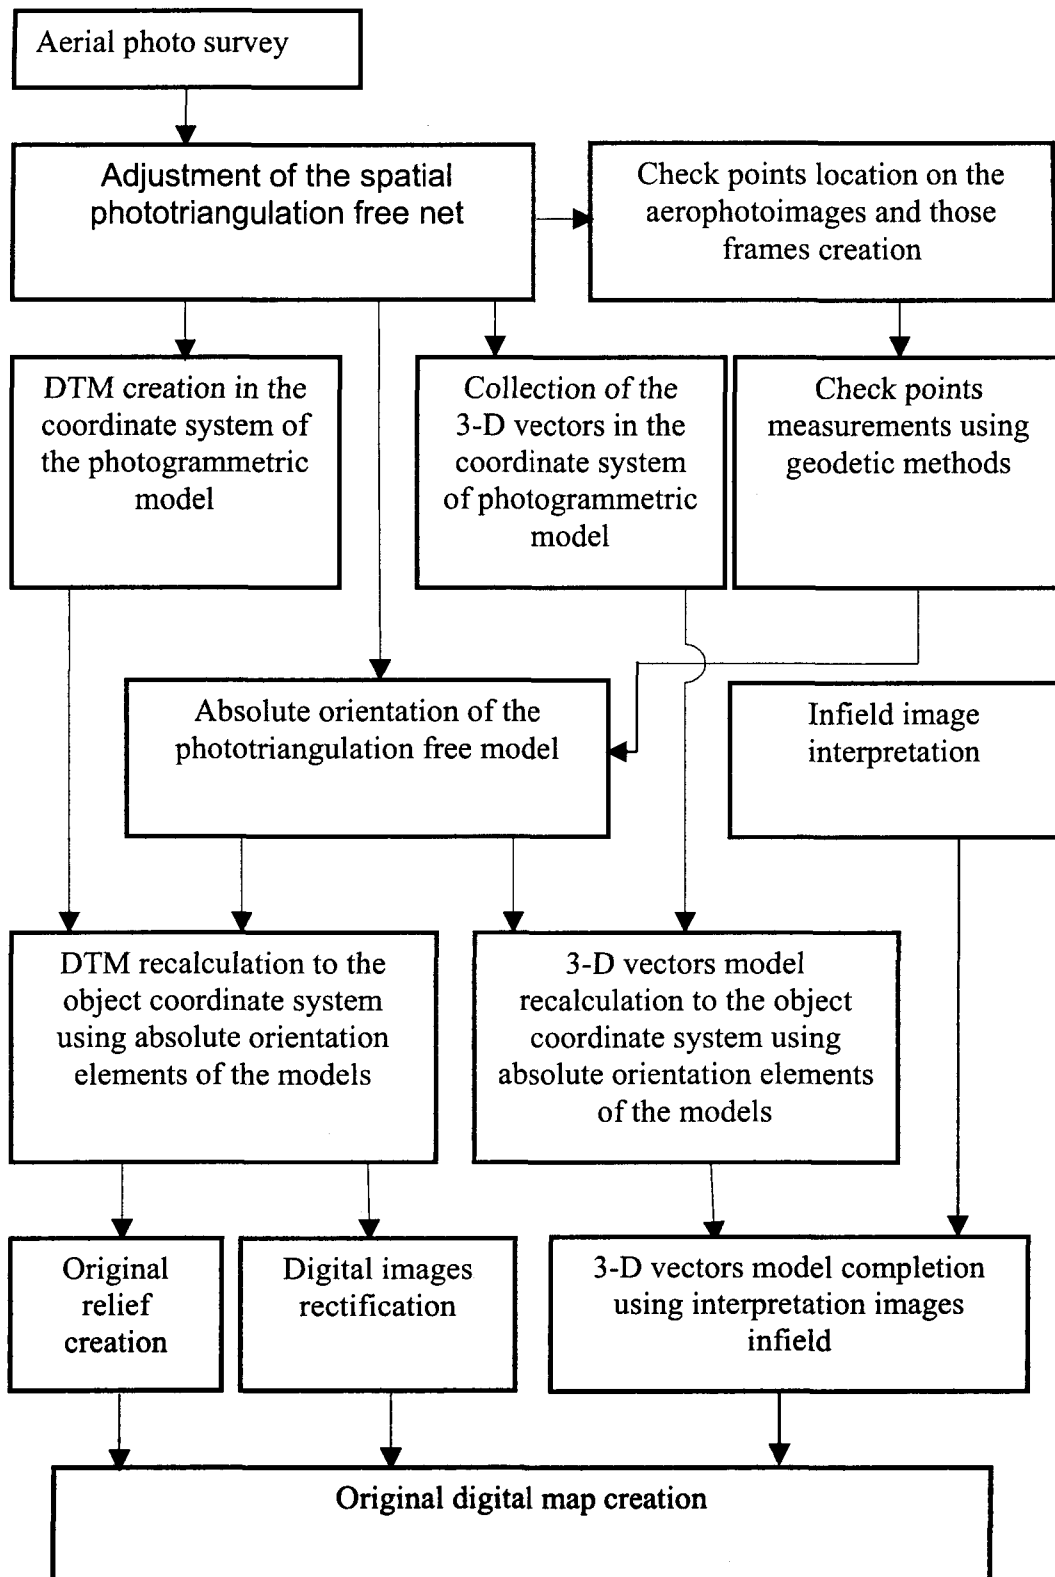 Aerial photo survey
Adjustment of the spatial
phototriangulation free net
Check points location on the
aerophotoimages and those
frames creation
DTM creation in the
coordinate system of
the photogrammetric
model
Collection of the
3-D vectors in the
coordinate system
of photogrammetric
model
Check points
measurements using
geodetic methods
Absolute orientation of the
phototriangulation free model
Infield image
interpretation
DTM recalculation to the
object coordinate system
using absolute orientation
elements of the models
3-D vectors model
recalculation to the object
coordinate system using
absolute orientation elements
of the models
Original
relief
creation
Digital images
rectification
3-D vectors model completion
using interpretation images
infield
Original digital map creation